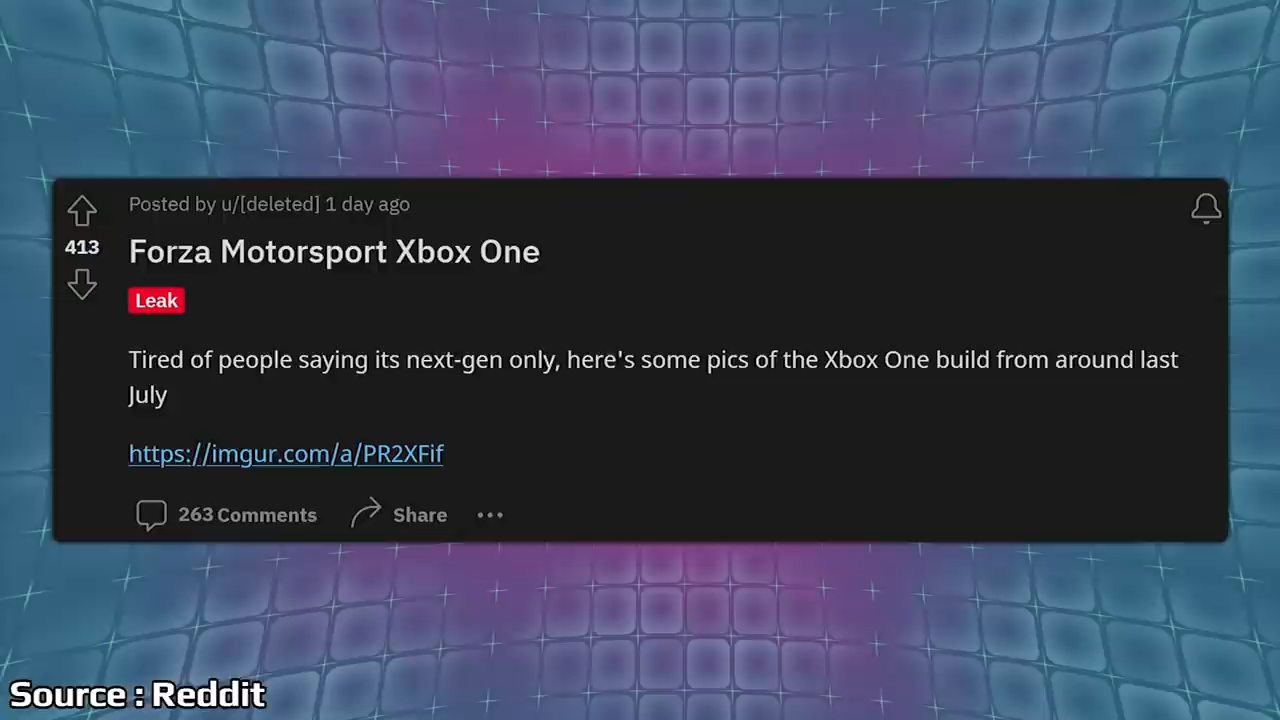 Posted by u/[deleted] 1 day ago
413
Forza Motorsport Xbox One
Leak
Tired of people saying its next-gen only, here's some pics of the Xbox One build from around last
July
https://imgur.com/a/PR2XFif
263 Comments Share
Source : Reddit